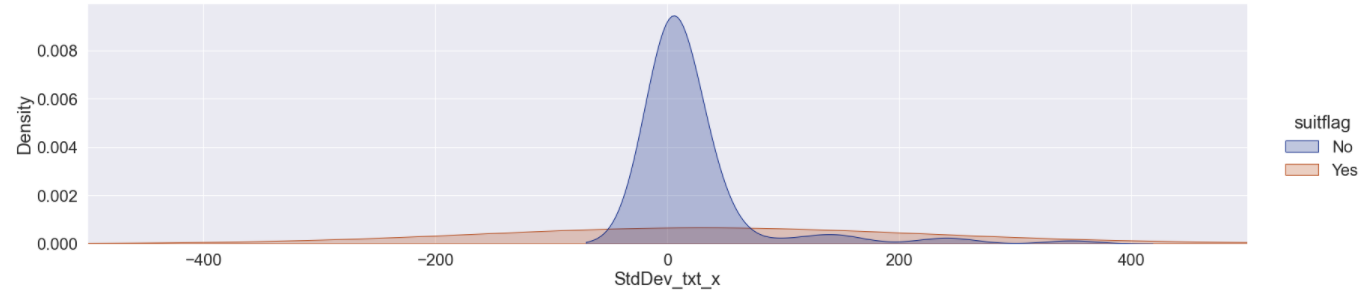 0.008
0.006
0.004
0.002
0.000
Density
−400
−200
0
200
400
StdDev_txt_x
suitflag
No
Yes